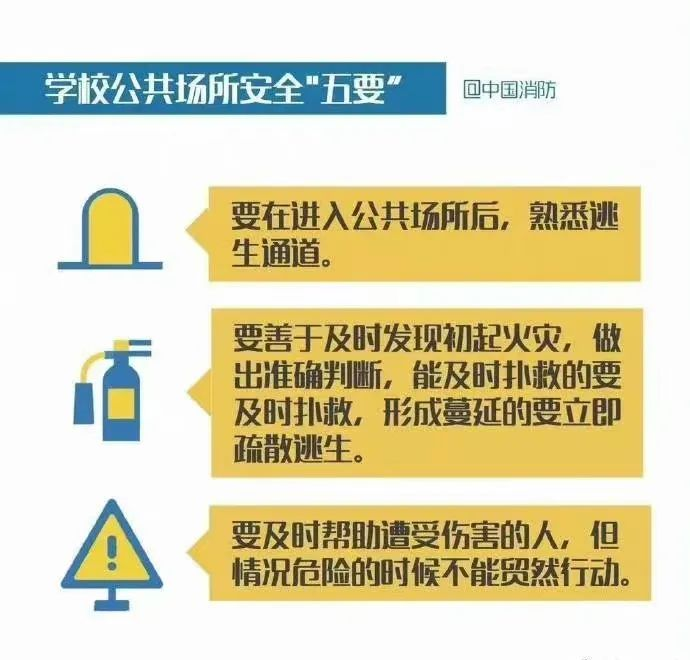 学校公共场所安全"五要"
@中国消防
要在进入公共场所后，熟悉逃
生通道。
要善于及时发现初起火灾，做
出准确判断，能及时扑救的要
及时扑救，形成蔓延的要立即
疏散逃生。
要及时帮助遭受伤害的人，但
情况危险的时候不能贸然行动。